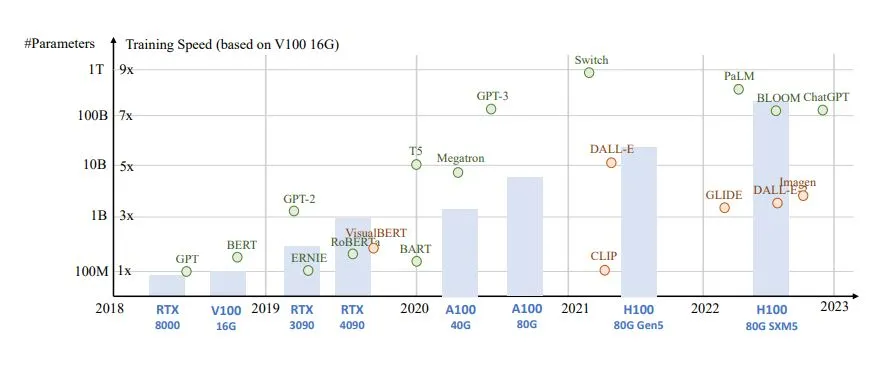 #Parameters
Training Speed (based on V100 16G)
Switch
1T
9x
PaLM
GPT-3
BLOOM
ChatGPT
100B
7x
T5
DALL-E
Megatron
10B
5x
Imagen
GPT-2
GLIDE
DALL-E
1B
3x
VisualBERT
BERT
RoBERTa
BART
GPT
ERNIE
CLIP
100M
1x
2018
2019
2020
2021
2022
2023
RTX
8000
V100
16G
RTX
3090
RTX
4090
A100
40G
A100
80G
H100
80G Gen5
H100
80G SXM5